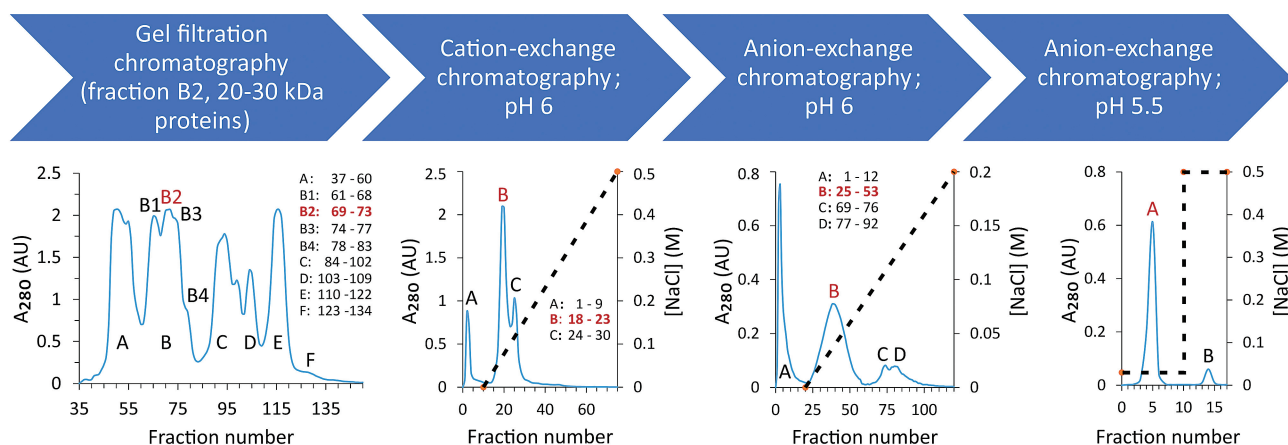 Gel filtration
chromatography
(fraction B2, 20-30 kDa
proteins)
Cation-exchange
chromatography;
pH 6
Anion-exchange
chromatography;
pH 6
Anion-exchange
chromatography;
pH 5.5
A280 (AU)
2.5
2
1.5
1
0.5
0
35 55 75 95 115 135
Fraction number
A B1 B2 B3 B4 B C D E F
A: 37 - 60
B1: 61 - 68
B2: 69 - 73
B3: 74 - 77
B4: 78 - 83
C: 84 -102
D: 103 -109
E: 110 -122
F: 123 -134
A280 (AU)
2.5
2
1.5
1
0.5
0
0 20 40 60
Fraction number
A B C
A: 1 - 9
B: 18 - 23
C: 24 - 30
0.5
0.4
0.3
0.2
0.1
0
[NaCl] (M)
A280 (AU)
0.8
0.6
0.4
0.2
0
0 25 50 75 100
Fraction number
A B C D
A: 1 - 12
B: 25 - 53
C: 69 - 76
D: 77 - 92
0.2
0.15
0.1
0.05
0
[NaCl] (M)
A280 (AU)
0.8
0.6
0.4
0.2
0
0 5 10 15
Fraction number
A B
0.5
0.4
0.3
0.2
0.1
0
[NaCl] (M)